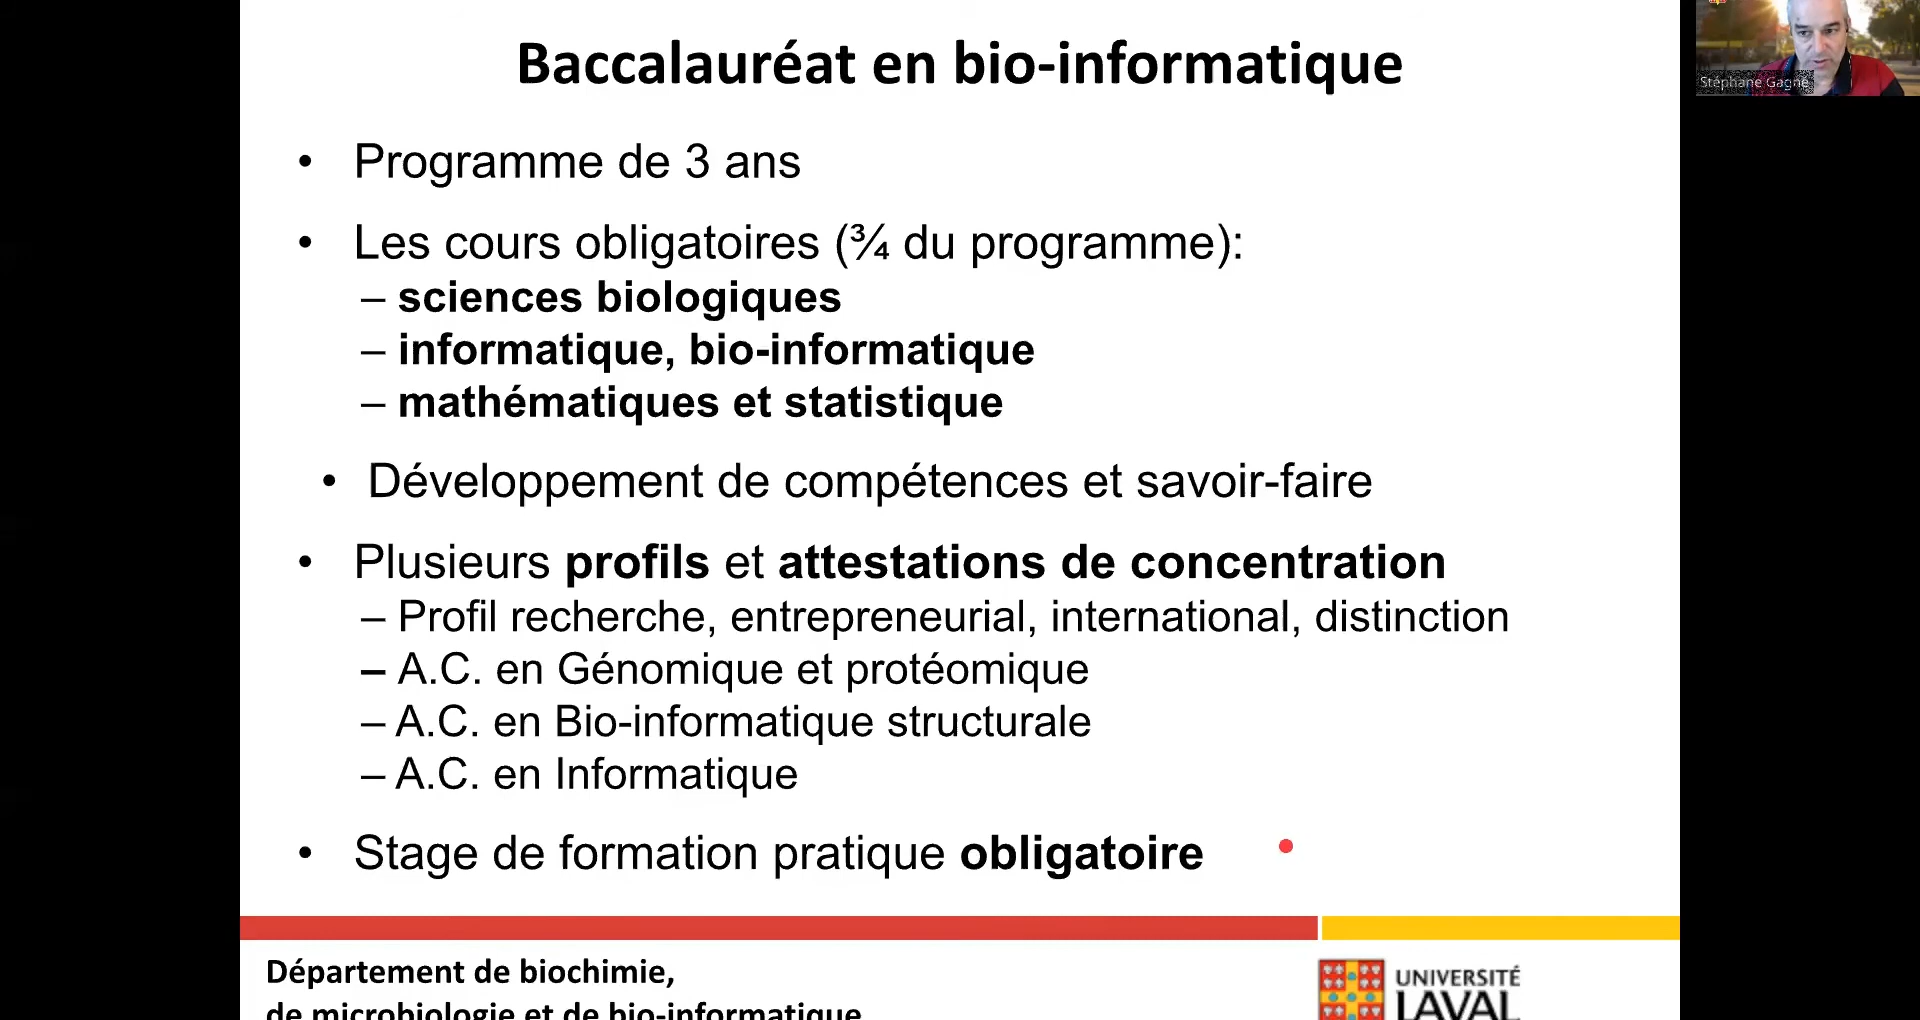 Baccalauréat en bio-informatique
Stéphane Gagné
• Programme de 3 ans
• Les cours obligatoires (¾ du programme):
– sciences biologiques
– informatique, bio-informatique
– mathématiques et statistique
• Développement de compétences et savoir-faire
• Plusieurs profils et attestations de concentration
– Profil recherche, entrepreneurial, international, distinction
– A.C. en Génomique et protéomique
– A.C. en Bio-informatique structurale
– A.C. en Informatique
• Stage de formation pratique obligatoire
Département de biochimie,
de microbiologie et de bio-informatique
UNIVERSITÉ
LAVAL